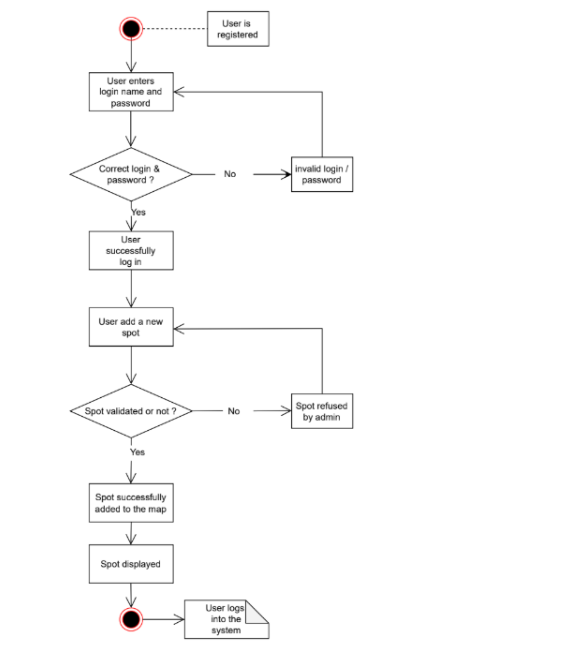 User is
registered
User enters
login name and
password
Correct login &
password ?
No
invalid login /
password
Yes
User
successfully
log in
User add a new
spot
Spot validated or not ?
No
Spot refused
by admin
Yes
Spot successfully
added to the map
Spot displayed
User logs
into the
system